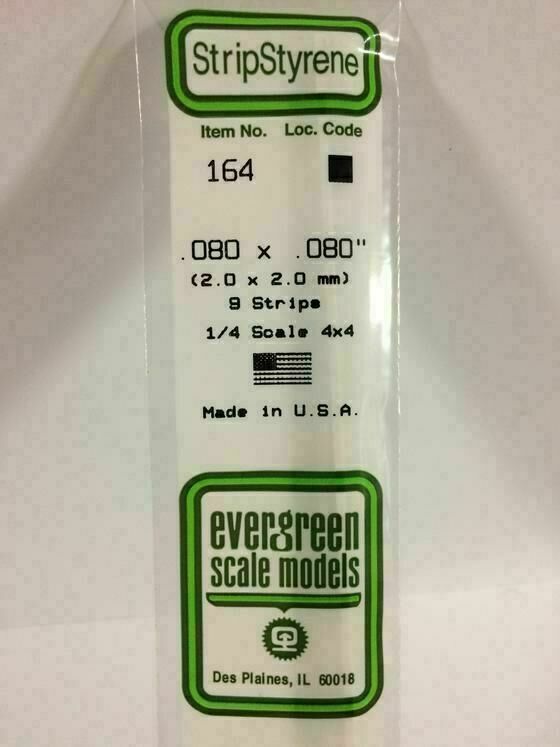 StripStyrene
Item No. Loc. Code
164
.080 x .080"
(2.0 x 2.0 mm)
9 Strips
1/4 Scale 4x4
Made in U.S.A.
evergreen
scale models
Des Plaines, IL 60018